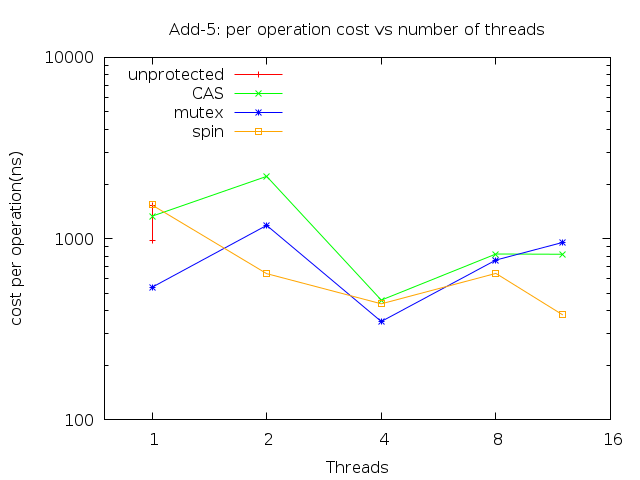 Add-5: per operation cost vs number of threads
10000
unprotected
CAS
mutex
spin
cost per operation(ns)
1000
100
1 2 4 8 16
Threads